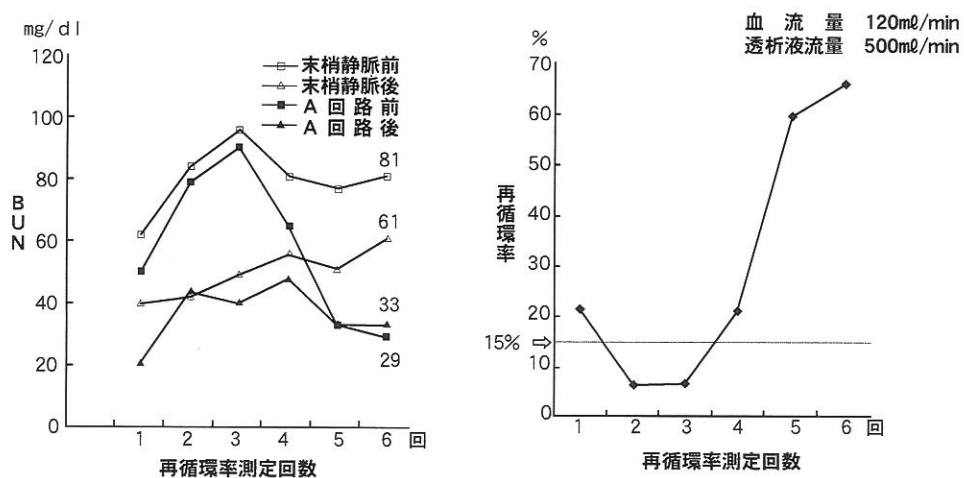 mg/dl
120
100
80
60
40
20
0
BUN
末梢静脈前
末梢静脈後
A 回 路 前
A 回 路 後
81
61
33
29
1 2 3 4 5 6 回
再循環率測定回数
血 流 量 120mℓ/min
透析液流量 500mℓ/min
%
70
60
50
40
30
20
15% ⇨
10
0
再循環率
1 2 3 4 5 6 回
再循環率測定回数